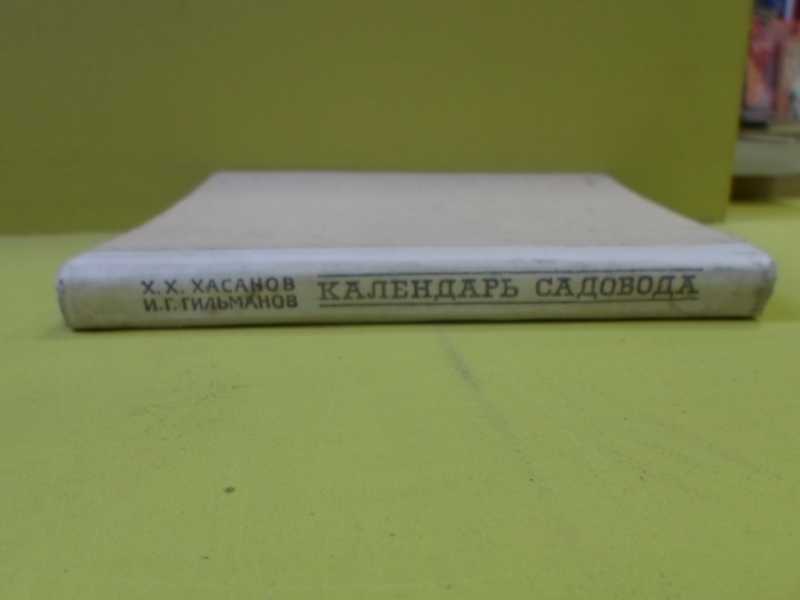 Х. Х. ХАСАНОВ
И. Г. ГИЛЬМАНОВ
КАЛЕНДАРЬ САДОВОДА